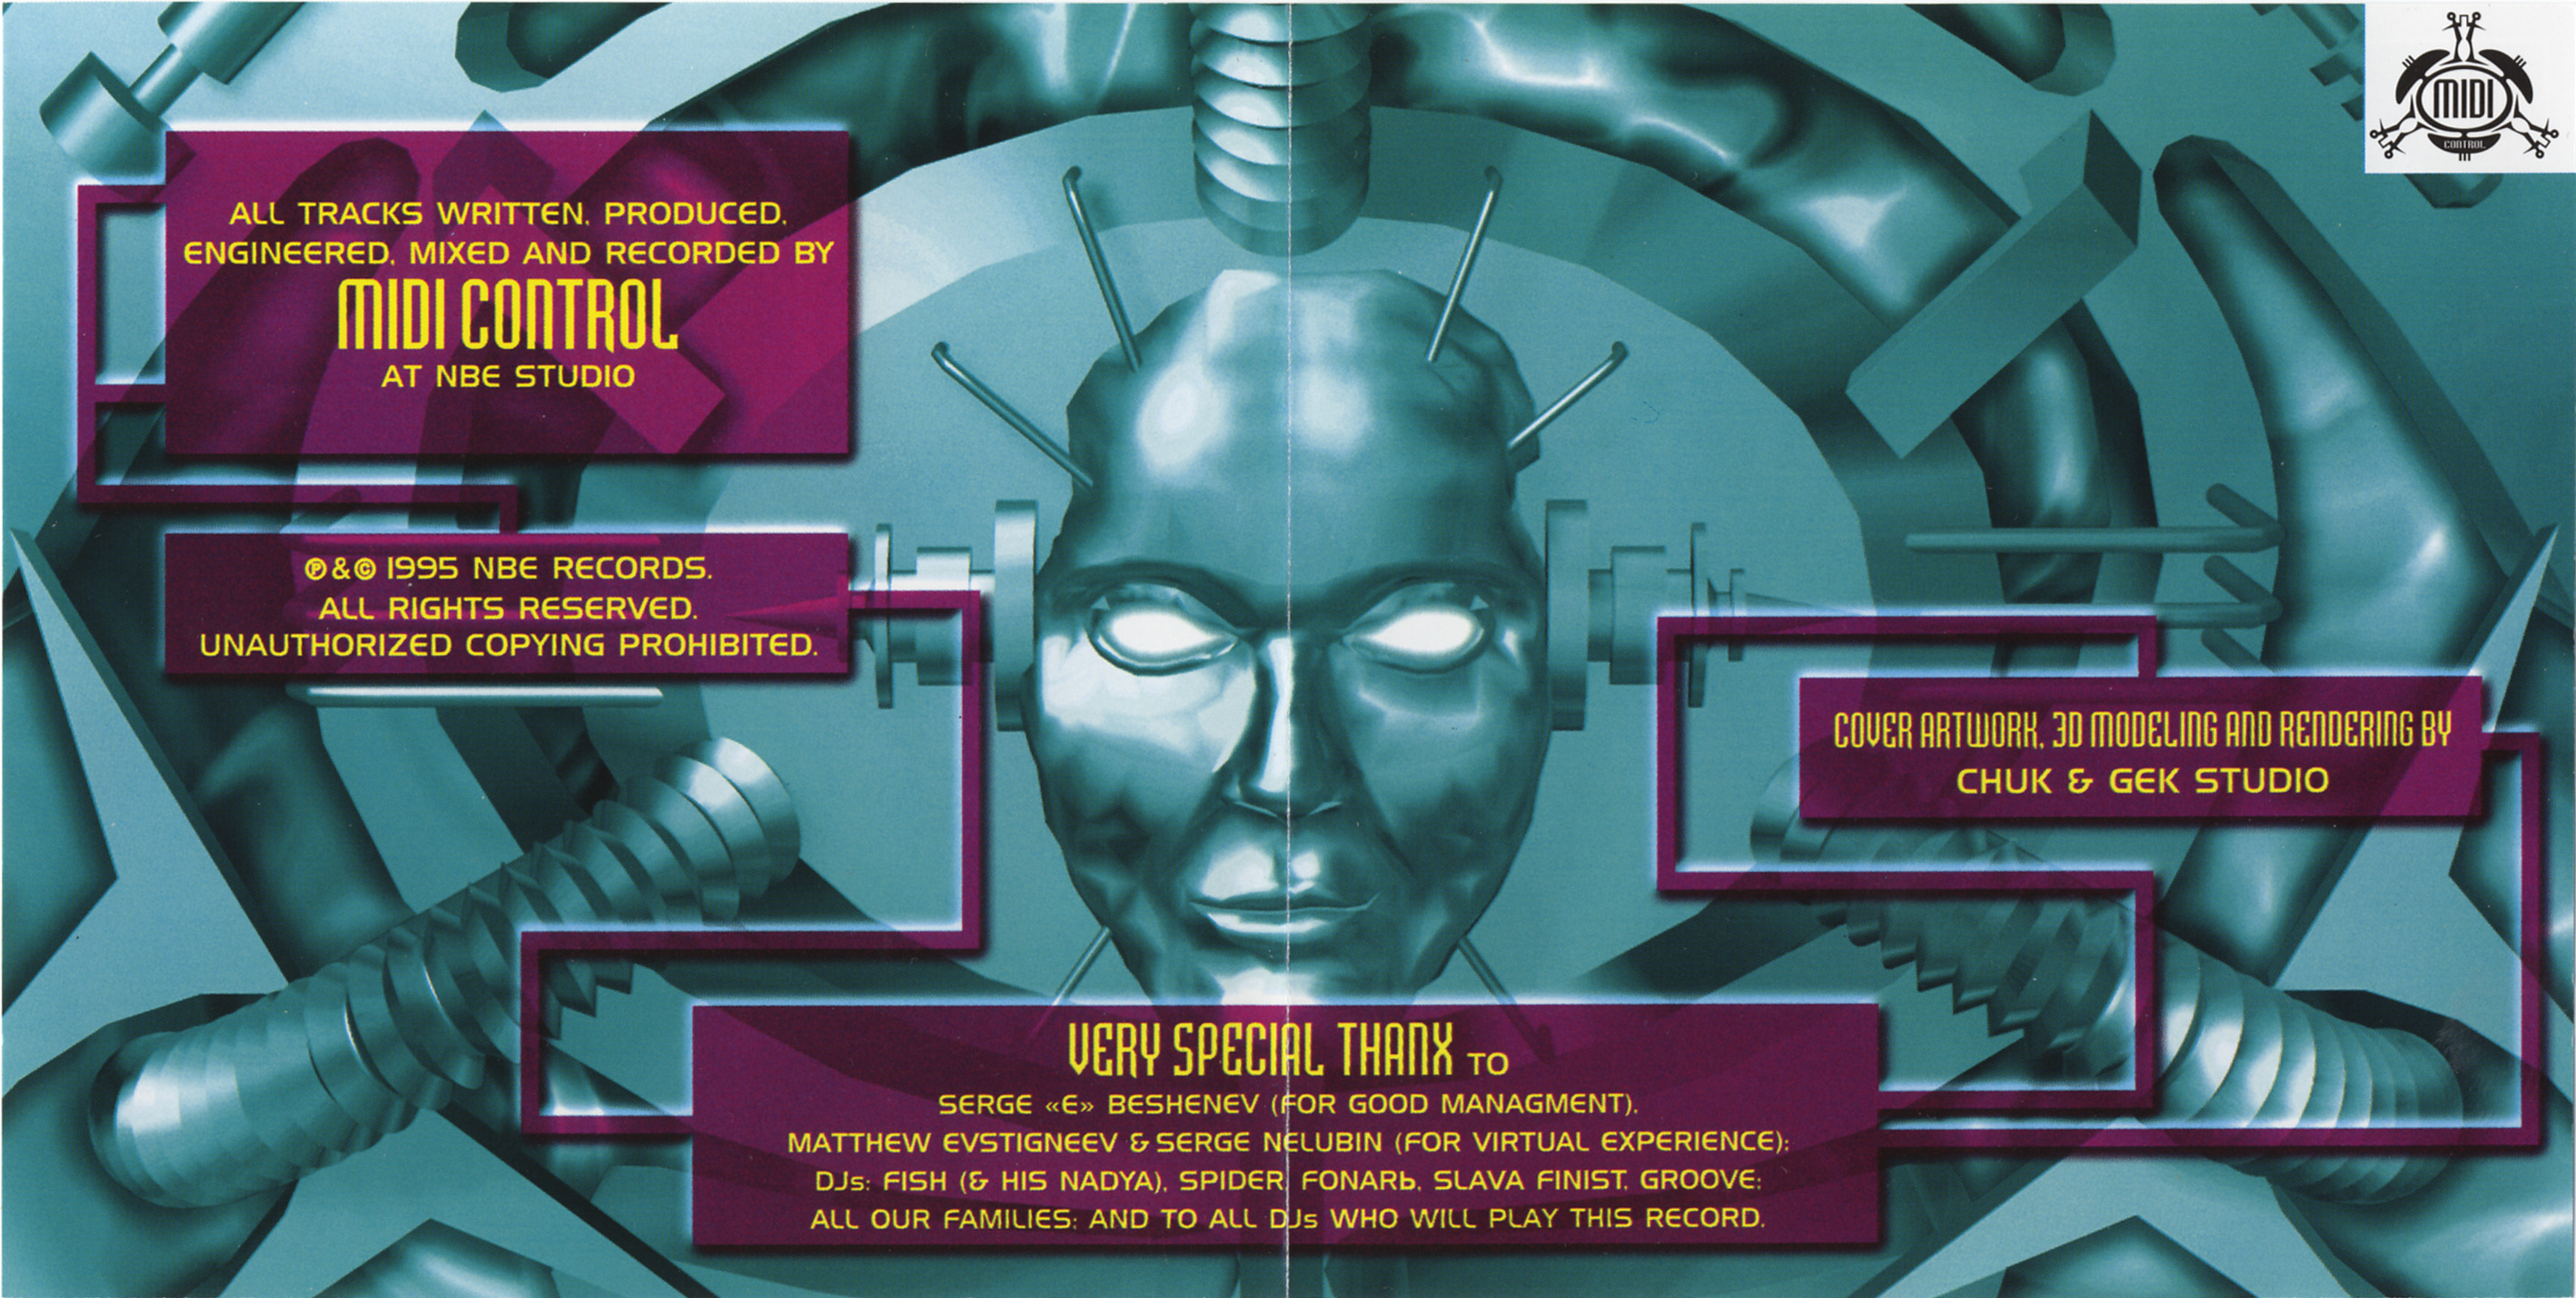 ALL TRACKS WRITTEN, PRODUCED,
ENGINEERED, MIXED AND RECORDED BY
MIDI CONTROL
AT NBE STUDIO
℗ & © 1995 NBE RECORDS.
ALL RIGHTS RESERVED.
UNAUTHORIZED COPYING PROHIBITED.
MIDI
CONTROL
COVER ARTWORK, 3D MODELING AND RENDERING BY
CHUK & GEK STUDIO
VERY SPECIAL THANX TO
SERGE «E» BESHENEV (FOR GOOD MANAGMENT),
MATTHEW EVSTIGNEEV & SERGE NELUBIN (FOR VIRTUAL EXPERIENCE);
DJs: FISH (& HIS NADYA), SPIDER, FONARЬ, SLAVA FINIST, GROOVE;
ALL OUR FAMILIES; AND TO ALL DJs WHO WILL PLAY THIS RECORD.